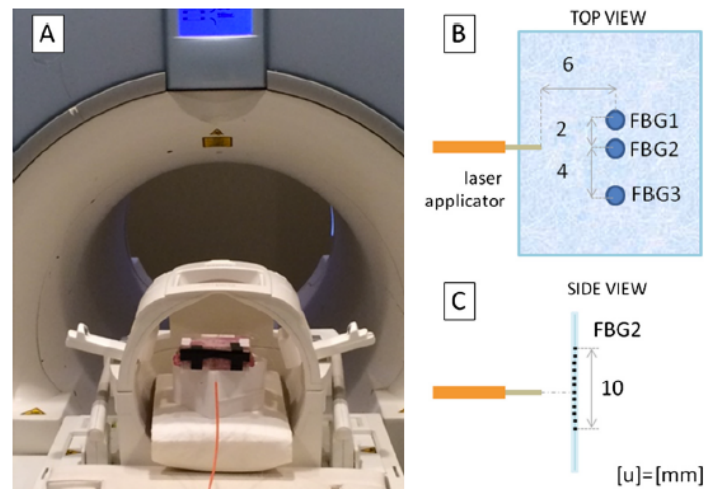 A
B
TOP VIEW
6
2
4
FBG1
FBG2
FBG3
laser
applicator
C
SIDE VIEW
FBG2
10
[u]=[mm]